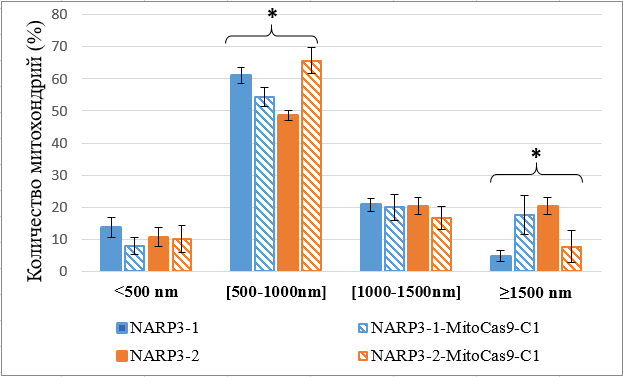 Количество митохондрий (%)
80
70
60
50
40
30
20
10
0
*
*
<500 nm
[500-1000nm]
[1000-1500nm]
≥1500 nm
NARP3-1
NARP3-1-MitoCas9-C1
NARP3-2
NARP3-2-MitoCas9-C1